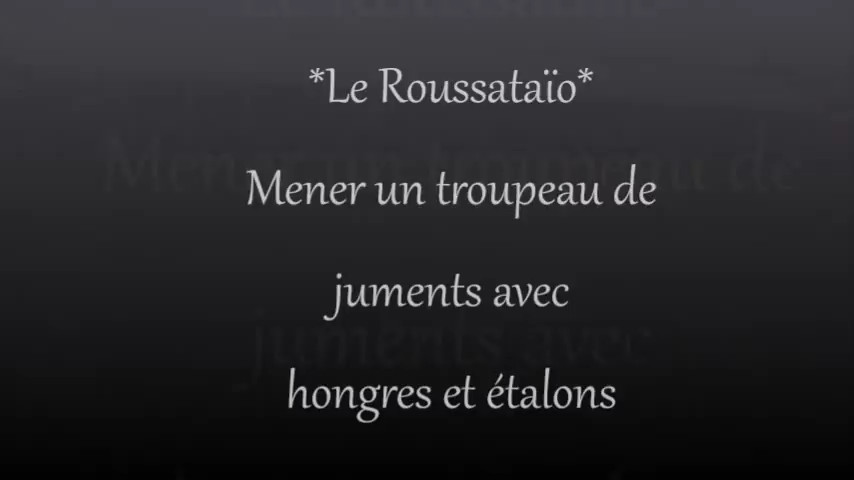 *Le Roussataïo*
Mener un troupeau de
juments avec
hongres et étalons